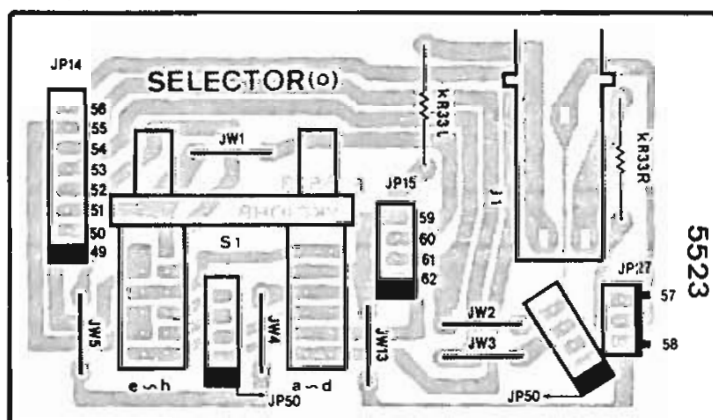 JP14
SELECTOR(o)
56
55
54
53
52
51
50
49
JW1
kR33L
kR33R
JP15
59
60
61
62
J1
S1
5523
JP27
57
58
JW5
JW4
JW13
JW2
JW3
e~h
a~d
JP50
JP50